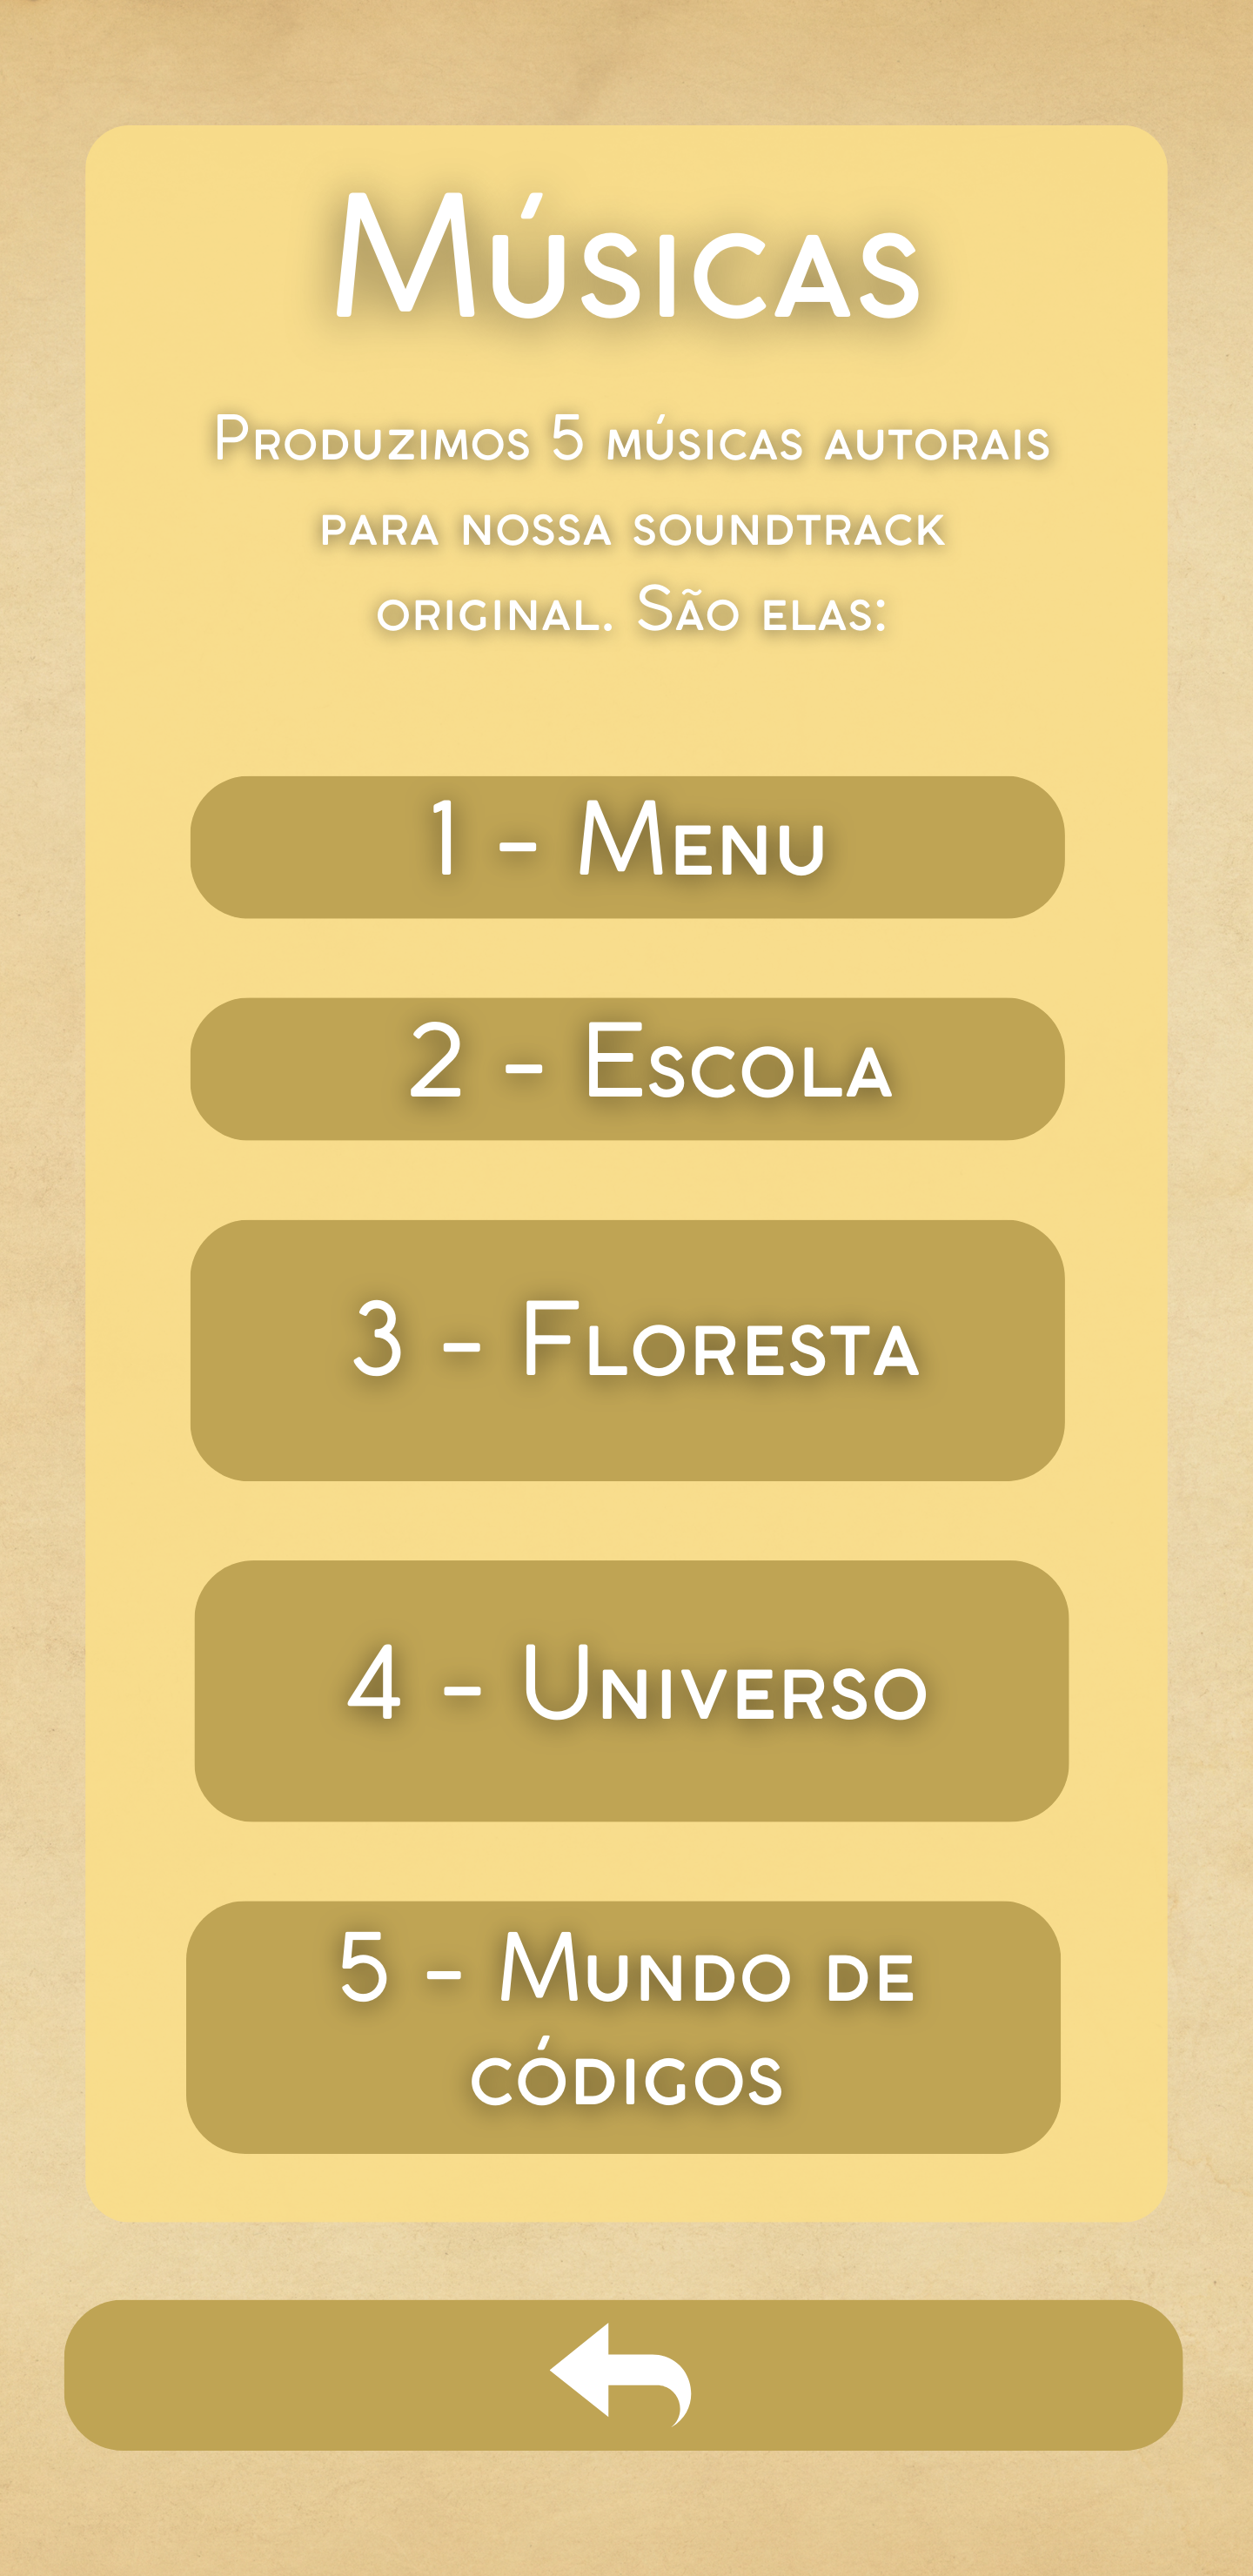 Músicas
Produzimos 5 músicas autorais
para nossa soundtrack
original. São elas:
1 - Menu
2 - Escola
3 - Floresta
4 - Universo
5 - Mundo de
códigos